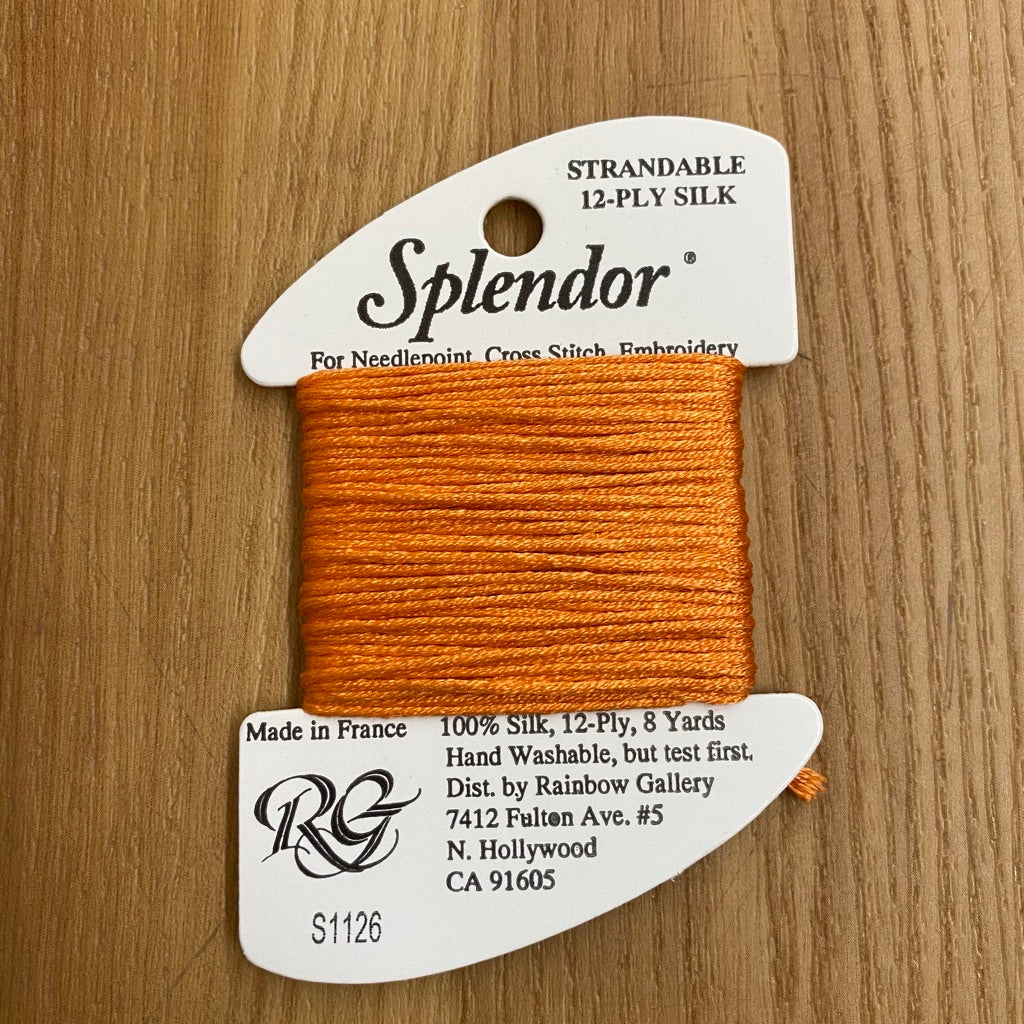 STRANDABLE
12-PLY SILK
Splendor ®
For Needlepoint, Cross Stitch, Embroidery
Made in France
100% Silk, 12-Ply, 8 Yards
Hand Washable, but test first.
Dist. by Rainbow Gallery
7412 Fulton Ave. #5
N. Hollywood
CA 91605
RG
S1126